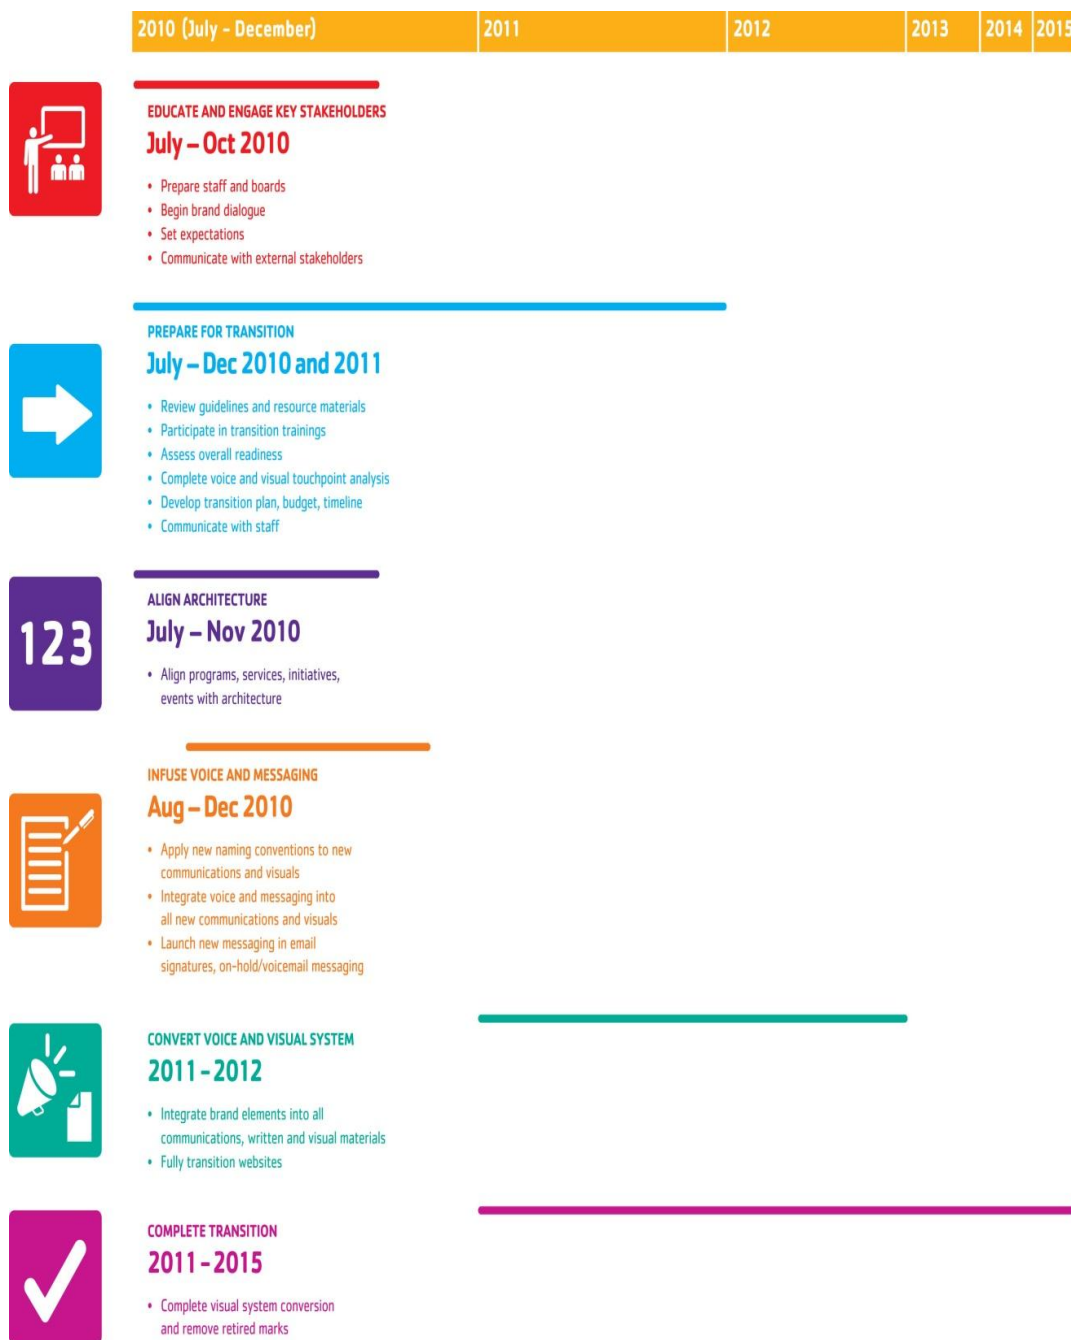 2010 (July – December) 2011 2012 2013 2014 2015
EDUCATE AND ENGAGE KEY STAKEHOLDERS
July – Oct 2010
• Prepare staff and boards
• Begin brand dialogue
• Set expectations
• Communicate with external stakeholders
PREPARE FOR TRANSITION
July – Dec 2010 and 2011
• Review guidelines and resource materials
• Participate in transition trainings
• Assess overall readiness
• Complete voice and visual touchpoint analysis
• Develop transition plan, budget, timeline
• Communicate with staff
123
ALIGN ARCHITECTURE
July – Nov 2010
• Align programs, services, initiatives,
events with architecture
INFUSE VOICE AND MESSAGING
Aug – Dec 2010
• Apply new naming conventions to new
communications and visuals
• Integrate voice and messaging into
all new communications and visuals
• Launch new messaging in email
signatures, on-hold/voicemail messaging
CONVERT VOICE AND VISUAL SYSTEM
2011 – 2012
• Integrate brand elements into all
communications, written and visual materials
• Fully transition websites
COMPLETE TRANSITION
2011 – 2015
• Complete visual system conversion
and remove retired marks